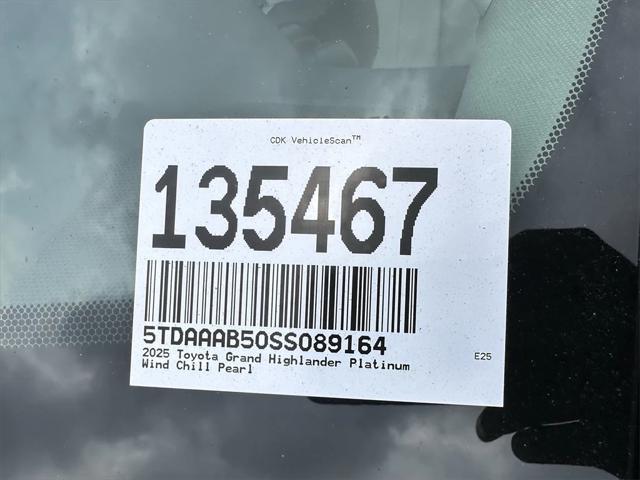 CDK VehicleScan™
135467
5TDAAAB50SS089164
2025 Toyota Grand Highlander Platinum
Wind Chill Pearl
E25